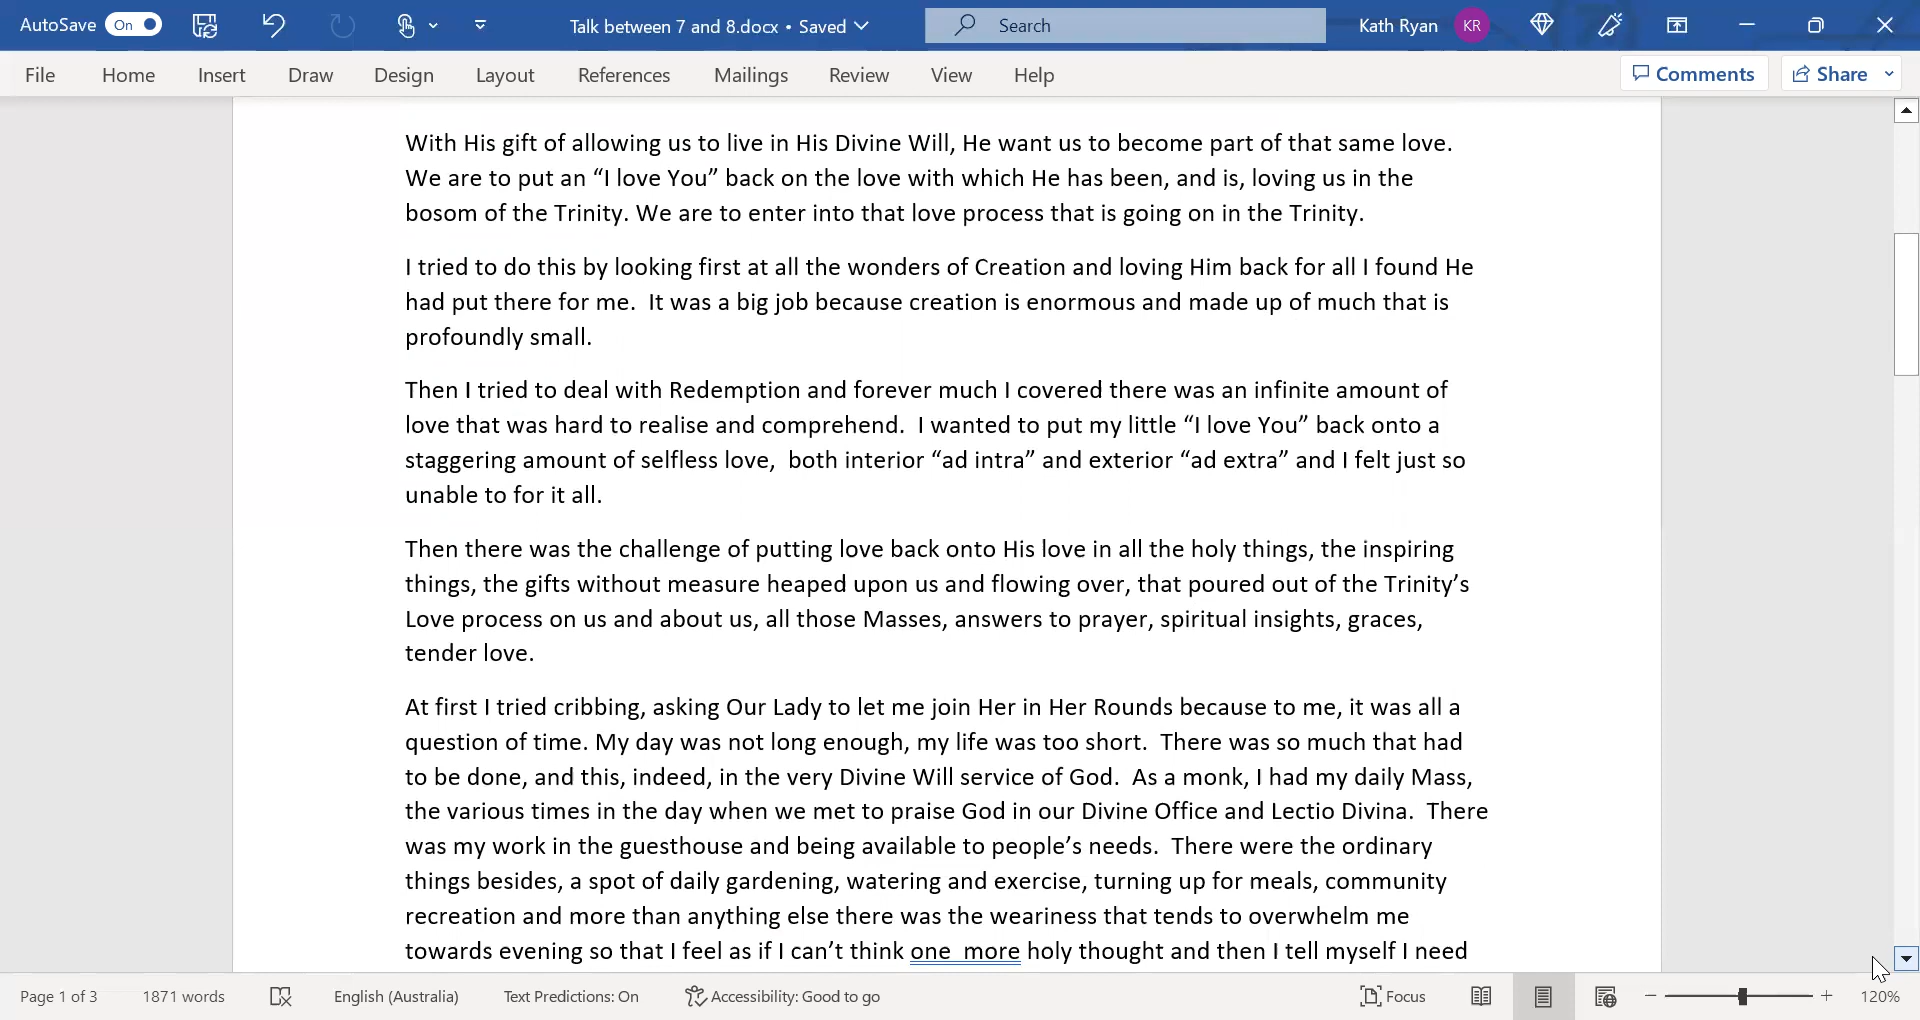 AutoSave On Talk between 7 and 8.docx • Saved Search Kath Ryan KR
File Home Insert Draw Design Layout References Mailings Review View Help Comments Share
With His gift of allowing us to live in His Divine Will, He want us to become part of that same love.
We are to put an “I love You” back on the love with which He has been, and is, loving us in the
bosom of the Trinity. We are to enter into that love process that is going on in the Trinity.
I tried to do this by looking first at all the wonders of Creation and loving Him back for all I found He
had put there for me. It was a big job because creation is enormous and made up of much that is
profoundly small.
Then I tried to deal with Redemption and forever much I covered there was an infinite amount of
love that was hard to realise and comprehend. I wanted to put my little “I love You” back onto a
staggering amount of selfless love, both interior “ad intra” and exterior “ad extra” and I felt just so
unable to for it all.
Then there was the challenge of putting love back onto His love in all the holy things, the inspiring
things, the gifts without measure heaped upon us and flowing over, that poured out of the Trinity’s
Love process on us and about us, all those Masses, answers to prayer, spiritual insights, graces,
tender love.
At first I tried cribbing, asking Our Lady to let me join Her in Her Rounds because to me, it was all a
question of time. My day was not long enough, my life was too short. There was so much that had
to be done, and this, indeed, in the very Divine Will service of God. As a monk, I had my daily Mass,
the various times in the day when we met to praise God in our Divine Office and Lectio Divina. There
was my work in the guesthouse and being available to people’s needs. There were the ordinary
things besides, a spot of daily gardening, watering and exercise, turning up for meals, community
recreation and more than anything else there was the weariness that tends to overwhelm me
towards evening so that I feel as if I can’t think one more holy thought and then I tell myself I need
Page 1 of 3 1871 words English (Australia) Text Predictions: On Accessibility: Good to go Focus 120%